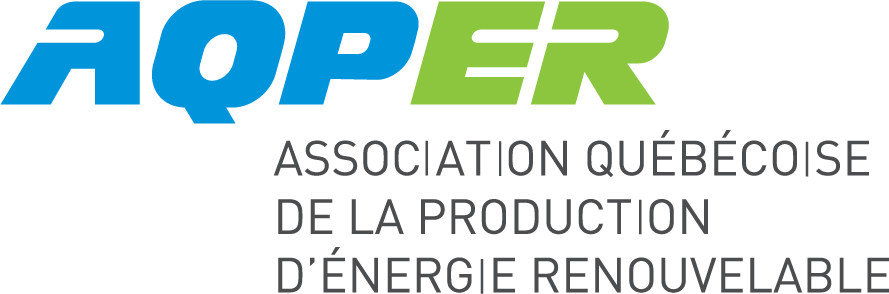 AQPER
ASSOCIATION QUÉBÉCOISE
DE LA PRODUCTION
D'ÉNERGIE RENOUVELABLE